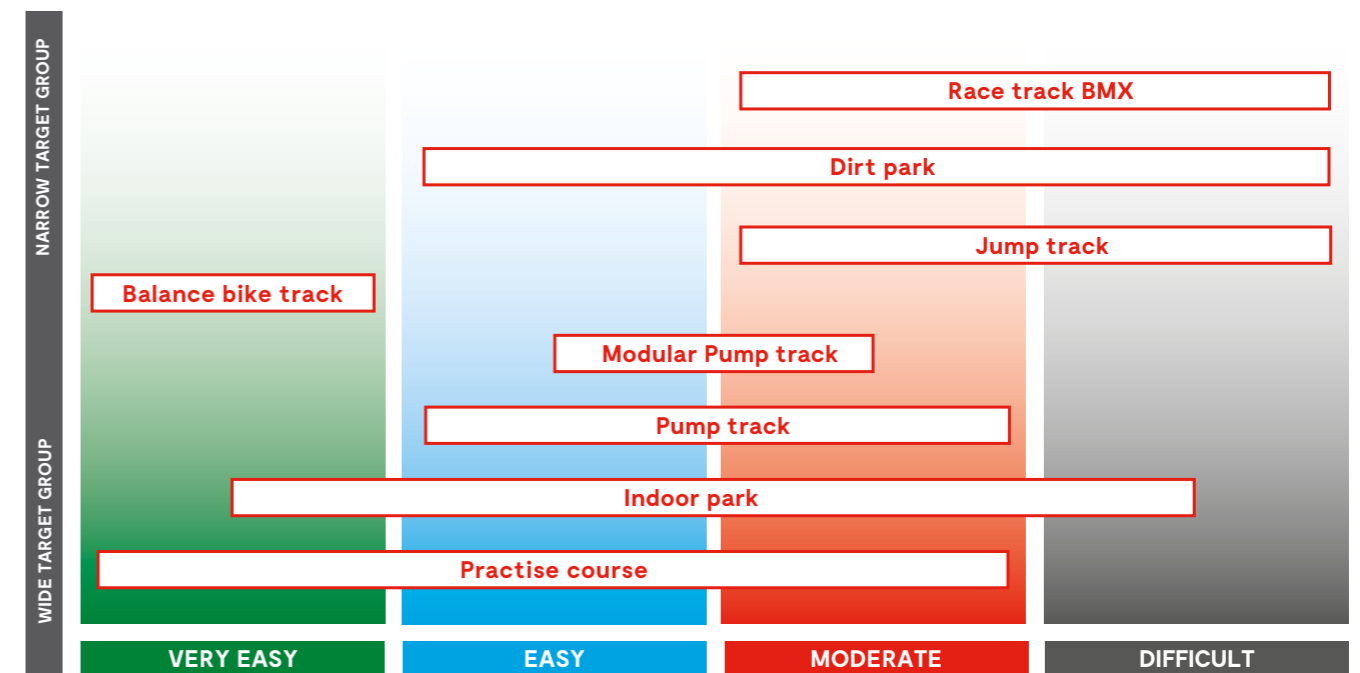 NARROW TARGET GROUP
WIDE TARGET GROUP
Race track BMX
Dirt park
Jump track
Balance bike track
Modular Pump track
Pump track
Indoor park
Practise course
VERY EASY
EASY
MODERATE
DIFFICULT